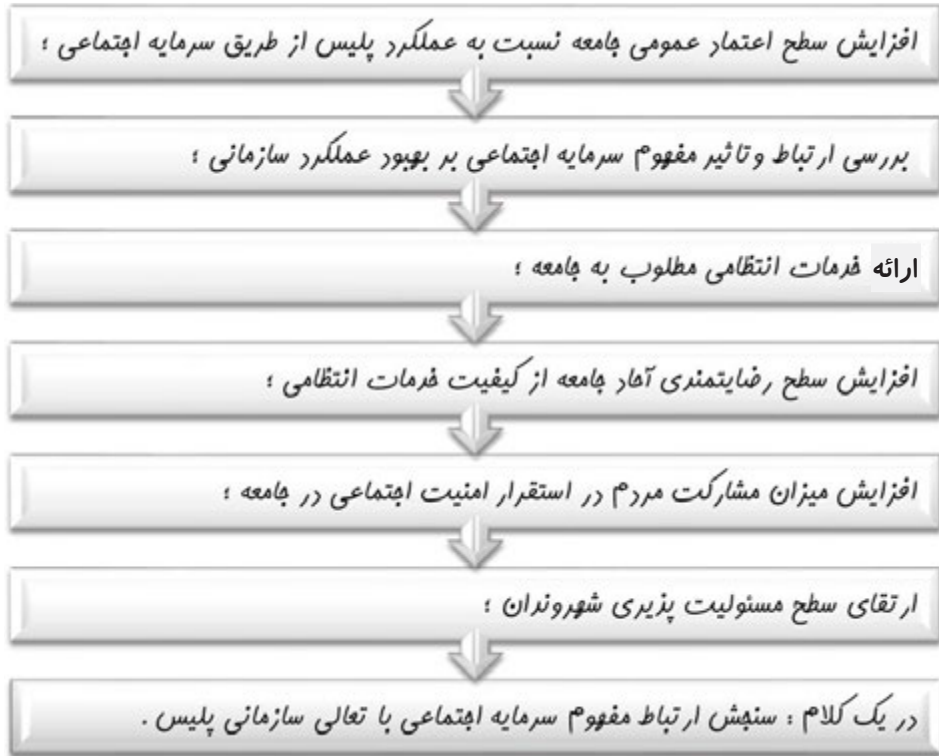 افزایش سطح اعتماد عمومی جامعه نسبت به عملکرد پلیس از طریق سرمایه اجتماعی ؛
بررسی ارتباط و تاثیر مفهوم سرمایه اجتماعی بر بهبود عملکرد سازمانی ؛
ارائه خدمات انتظامی مطلوب به جامعه ؛
افزایش سطح رضایتمندی آحاد جامعه از کیفیت خدمات انتظامی ؛
افزایش میزان مشارکت مردم در استقرار امنیت اجتماعی در جامعه ؛
ارتقای سطح مسئولیت پذیری شهروندان ؛
در یک کلام : سنجش ارتباط مفهوم سرمایه اجتماعی با تعالی سازمانی پلیس .